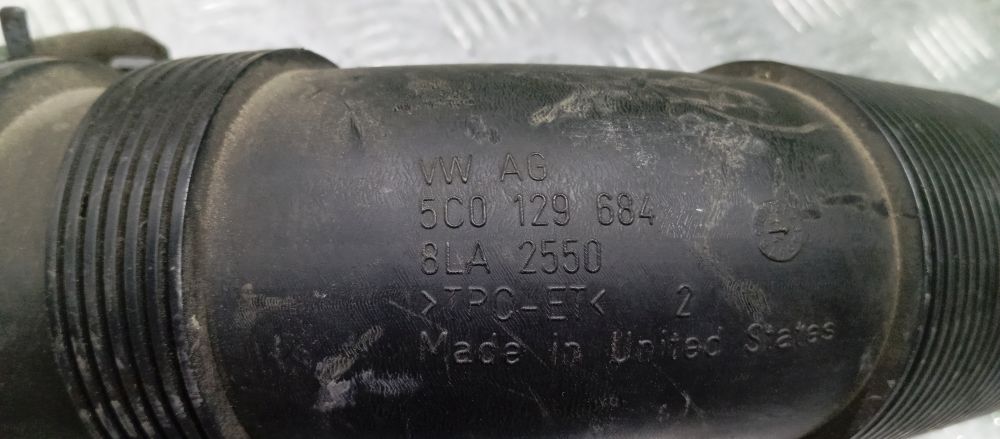 VW AG
5C0 129 684
8LA 2550
>TPC-ET< 2
Made in United States